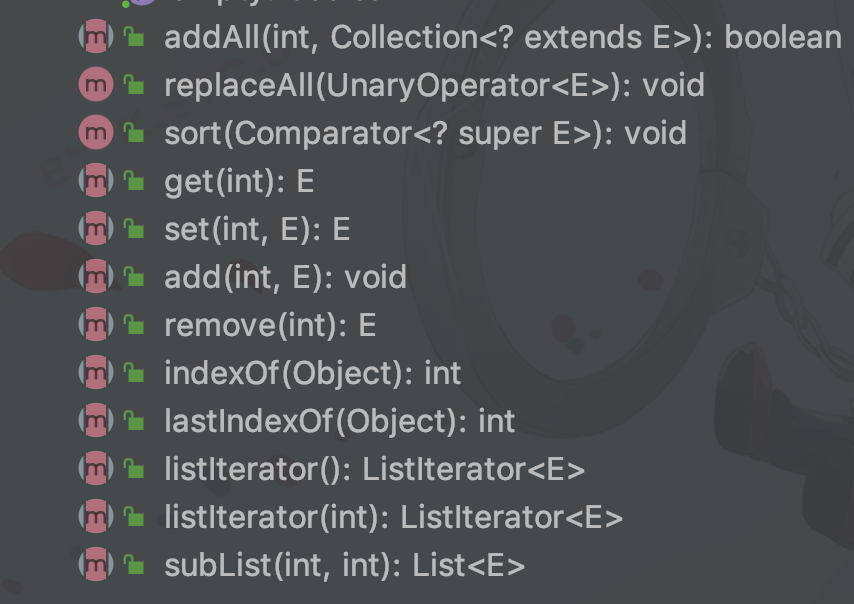 m addAll(int, Collection<? extends E>): boolean
m replaceAll(UnaryOperator<E>): void
m sort(Comparator<? super E>): void
m get(int): E
m set(int, E): E
m add(int, E): void
m remove(int): E
m indexOf(Object): int
m lastIndexOf(Object): int
m listIterator(): ListIterator<E>
m listIterator(int): ListIterator<E>
m subList(int, int): List<E>